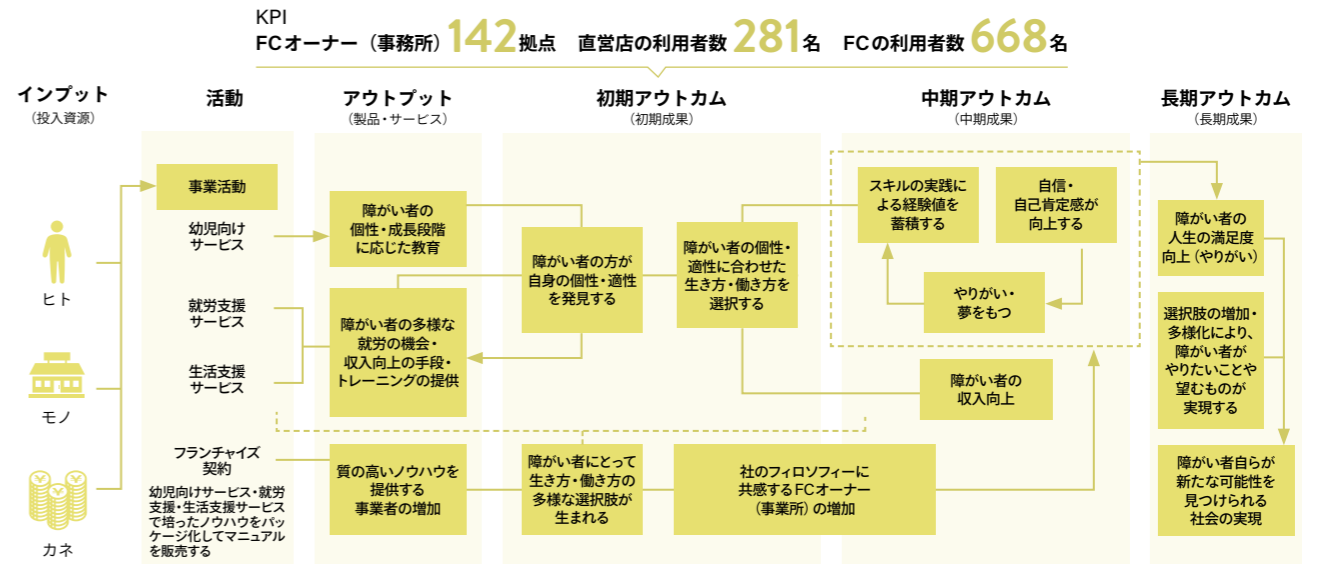 KPI
FCオーナー（事務所）142拠点　直営店の利用者数 281名　FCの利用者数 668名
インプット
（投入資源）
活動
アウトプット
（製品・サービス）
初期アウトカム
（初期成果）
中期アウトカム
（中期成果）
長期アウトカム
（長期成果）
ヒト
モノ
カネ
事業活動
幼児向け
サービス
就労支援
サービス
生活支援
サービス
フランチャイズ
契約
幼児向けサービス・就労
支援・生活支援サービス
で培ったノウハウをパッ
ケージ化してマニュアル
を販売する
障がい者の
個性・成長段階
に応じた教育
障がい者の多様な
就労の機会・
収入向上の手段・
トレーニングの提供
質の高いノウハウを
提供する
事業者の増加
障がい者の方が
自身の個性・適性
を発見する
障がい者の個性・
適性に合わせた
生き方・働き方を
選択する
障がい者にとって
生き方・働き方の
多様な選択肢が
生まれる
社のフィロソフィーに
共感するFCオーナー
（事業所）の増加
スキルの実践に
よる経験値を
蓄積する
自信・
自己肯定感が
向上する
やりがい・
夢をもつ
障がい者の
収入向上
障がい者の
人生の満足度
向上（やりがい）
選択肢の増加・
多様化により、
障がい者が
やりたいことや
望むものが
実現する
障がい者自らが
新たな可能性を
見つけられる
社会の実現